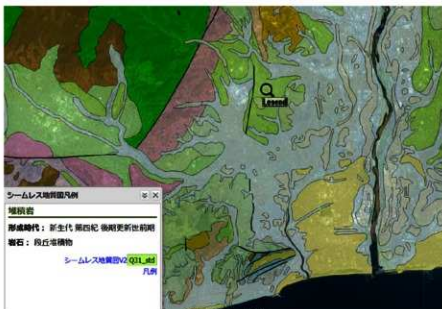 Legend
シームレス地質図凡例
堆積岩
形成時代： 新生代 第四紀 後期更新世前期
岩石： 段丘堆積物
シームレス地質図V2 Q31_std
凡例